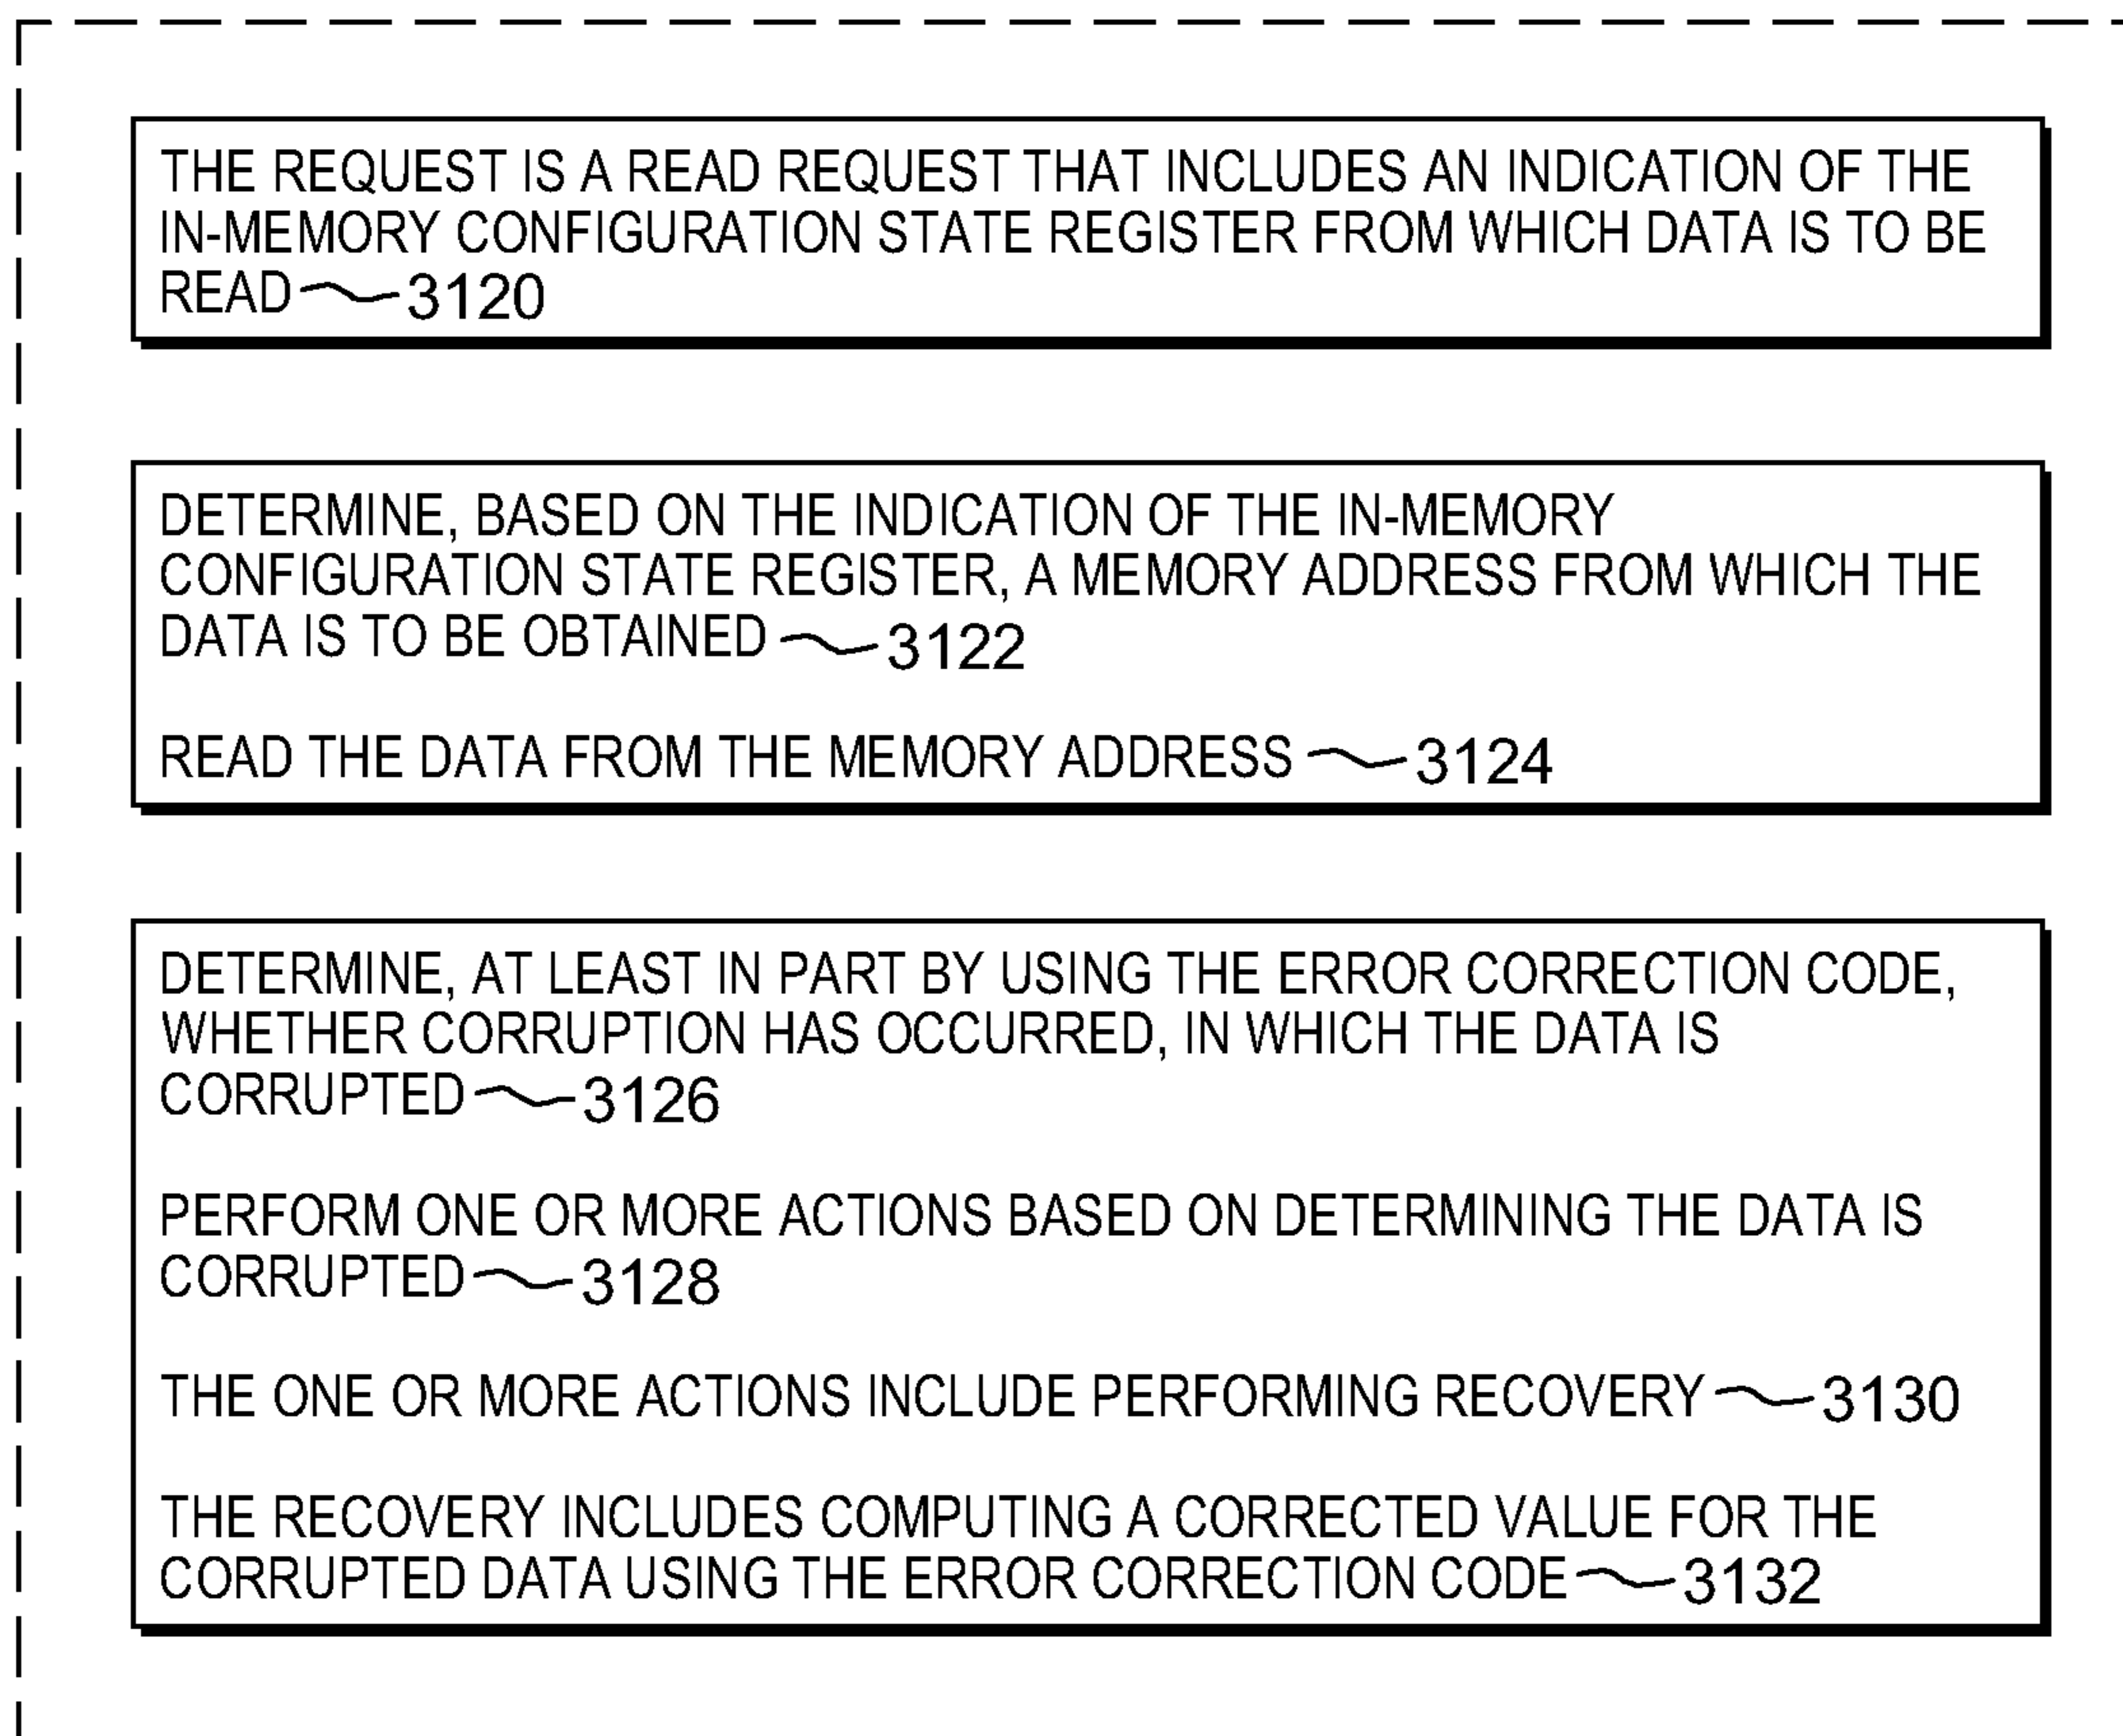 THE REQUEST IS A READ REQUEST THAT INCLUDES AN INDICATION OF THE
IN-MEMORY CONFIGURATION STATE REGISTER FROM WHICH DATA IS TO BE
READ 3120
DETERMINE, BASED ON THE INDICATION OF THE IN-MEMORY
CONFIGURATION STATE REGISTER, A MEMORY ADDRESS FROM WHICH THE
DATA IS TO BE OBTAINED 3122
READ THE DATA FROM THE MEMORY ADDRESS 3124
DETERMINE, AT LEAST IN PART BY USING THE ERROR CORRECTION CODE,
WHETHER CORRUPTION HAS OCCURRED, IN WHICH THE DATA IS
CORRUPTED 3126
PERFORM ONE OR MORE ACTIONS BASED ON DETERMINING THE DATA IS
CORRUPTED 3128
THE ONE OR MORE ACTIONS INCLUDE PERFORMING RECOVERY 3130
THE RECOVERY INCLUDES COMPUTING A CORRECTED VALUE FOR THE
CORRUPTED DATA USING THE ERROR CORRECTION CODE 3132